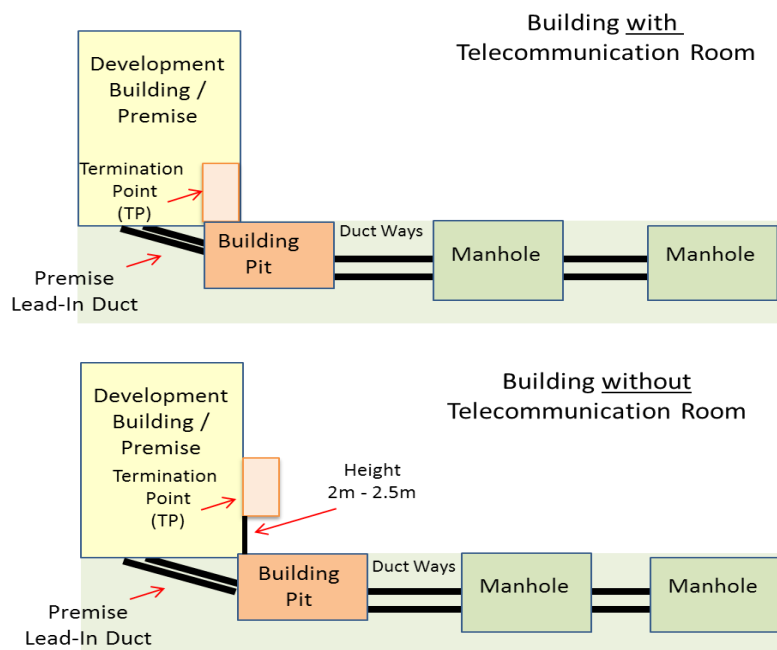 Building with
Telecommunication Room
Development
Building /
Premise
Termination
Point
(TP)
Building
Pit
Duct Ways
Manhole
Manhole
Premise
Lead-In Duct
Building without
Telecommunication Room
Development
Building /
Premise
Termination
Point
(TP)
Height
2m - 2.5m
Building
Pit
Duct Ways
Manhole
Manhole
Premise
Lead-In Duct